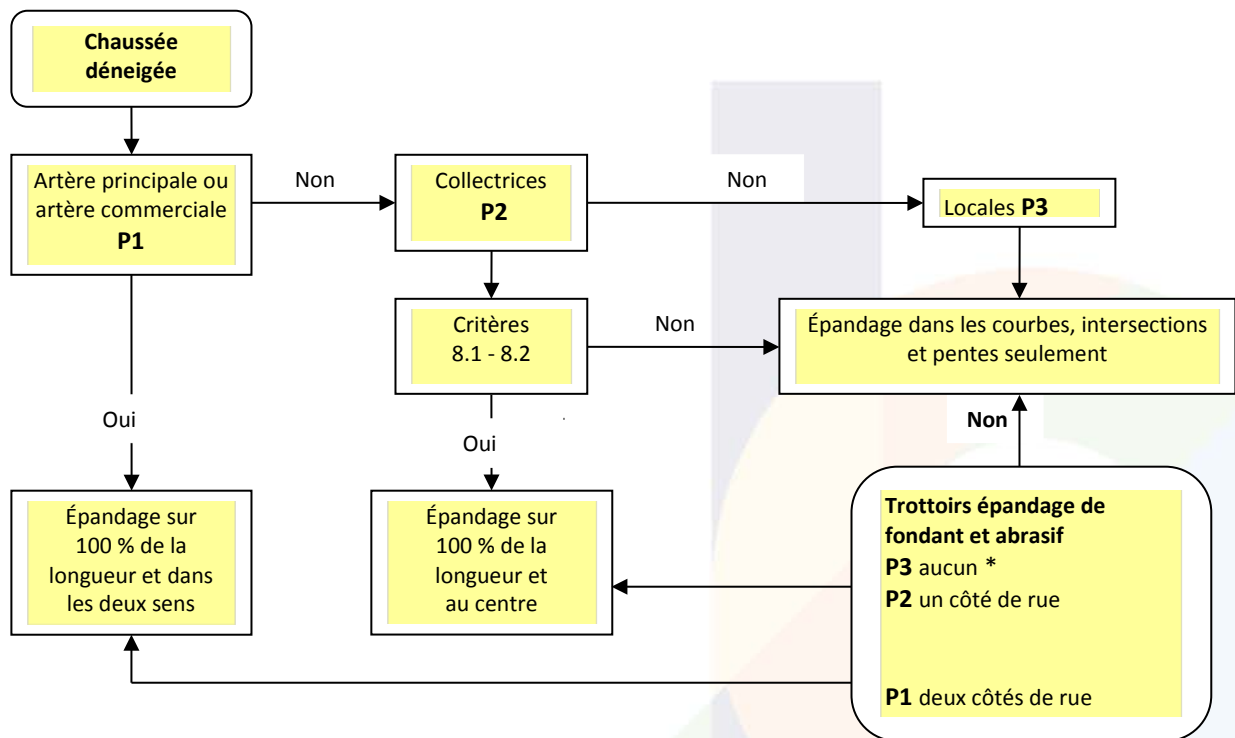 Chaussée
déneigée
Artère principale ou
artère commerciale
P1
Non
Collectrices
P2
Non
Locales P3
Critères
8.1 - 8.2
Non
Épandage dans les courbes, intersections
et pentes seulement
Oui
Oui
Non
Épandage sur
100 % de la
longueur et dans
les deux sens
Épandage sur
100 % de la
longueur et
au centre
Trottoirs épandage de
fondant et abrasif
P3 aucun *
P2 un côté de rue
P1 deux côtés de rue